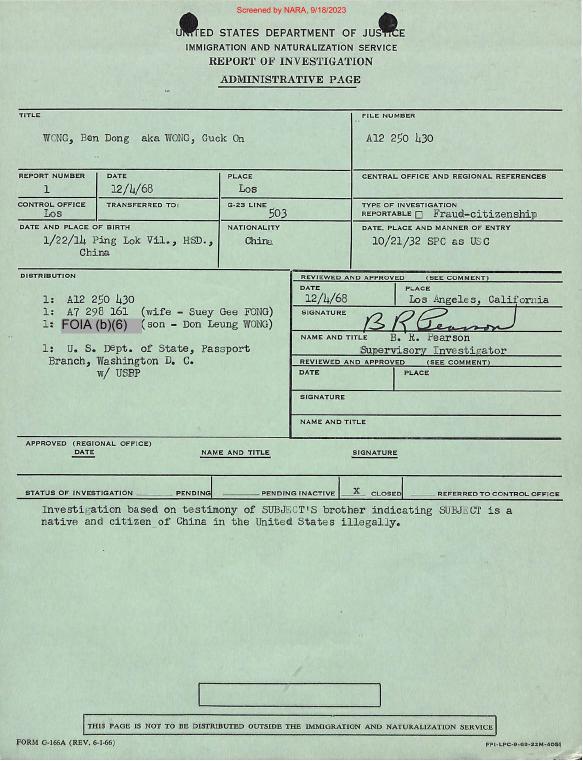 Screened by NARA, 9/18/2023
UNITED STATES DEPARTMENT OF JUSTICE
IMMIGRATION AND NATURALIZATION SERVICE
REPORT OF INVESTIGATION
ADMINISTRATIVE PAGE
TITLE
WONG, Ben Dong aka WONG, Guck On
FILE NUMBER
A12 250 430
REPORT NUMBER
1
DATE
12/4/68
PLACE
Los
CENTRAL OFFICE AND REGIONAL REFERENCES
CONTROL OFFICE
Los
TRANSFERRED TO:
G-23 LINE
503
TYPE OF INVESTIGATION
REPORTABLE ☐ Fraud-citizenship
DATE AND PLACE OF BIRTH
1/22/14 Ping Lok Vil., HSD.,
China
NATIONALITY
China
DATE, PLACE AND MANNER OF ENTRY
10/21/32 SPC as USC
DISTRIBUTION
1: A12 250 430
1: A7 298 161 (wife - Suey Gee FONG)
1: FOIA (b)(6) (son - Don Leung WONG)
1: U. S. Dept. of State, Passport
Branch, Washington D. C.
w/ USBP
REVIEWED AND APPROVED (SEE COMMENT)
DATE
12/4/68
PLACE
Los Angeles, California
SIGNATURE
B R Pearson
NAME AND TITLE B. R. Pearson
Supervisory Investigator
REVIEWED AND APPROVED (SEE COMMENT)
DATE
PLACE
SIGNATURE
NAME AND TITLE
APPROVED (REGIONAL OFFICE)
DATE NAME AND TITLE SIGNATURE
STATUS OF INVESTIGATION PENDING PENDING INACTIVE X CLOSED REFERRED TO CONTROL OFFICE
Investigation based on testimony of SUBJECT'S brother indicating SUBJECT is a
native and citizen of China in the United States illegally.
THIS PAGE IS NOT TO BE DISTRIBUTED OUTSIDE THE IMMIGRATION AND NATURALIZATION SERVICE
FORM G-166A (REV. 6-1-66)